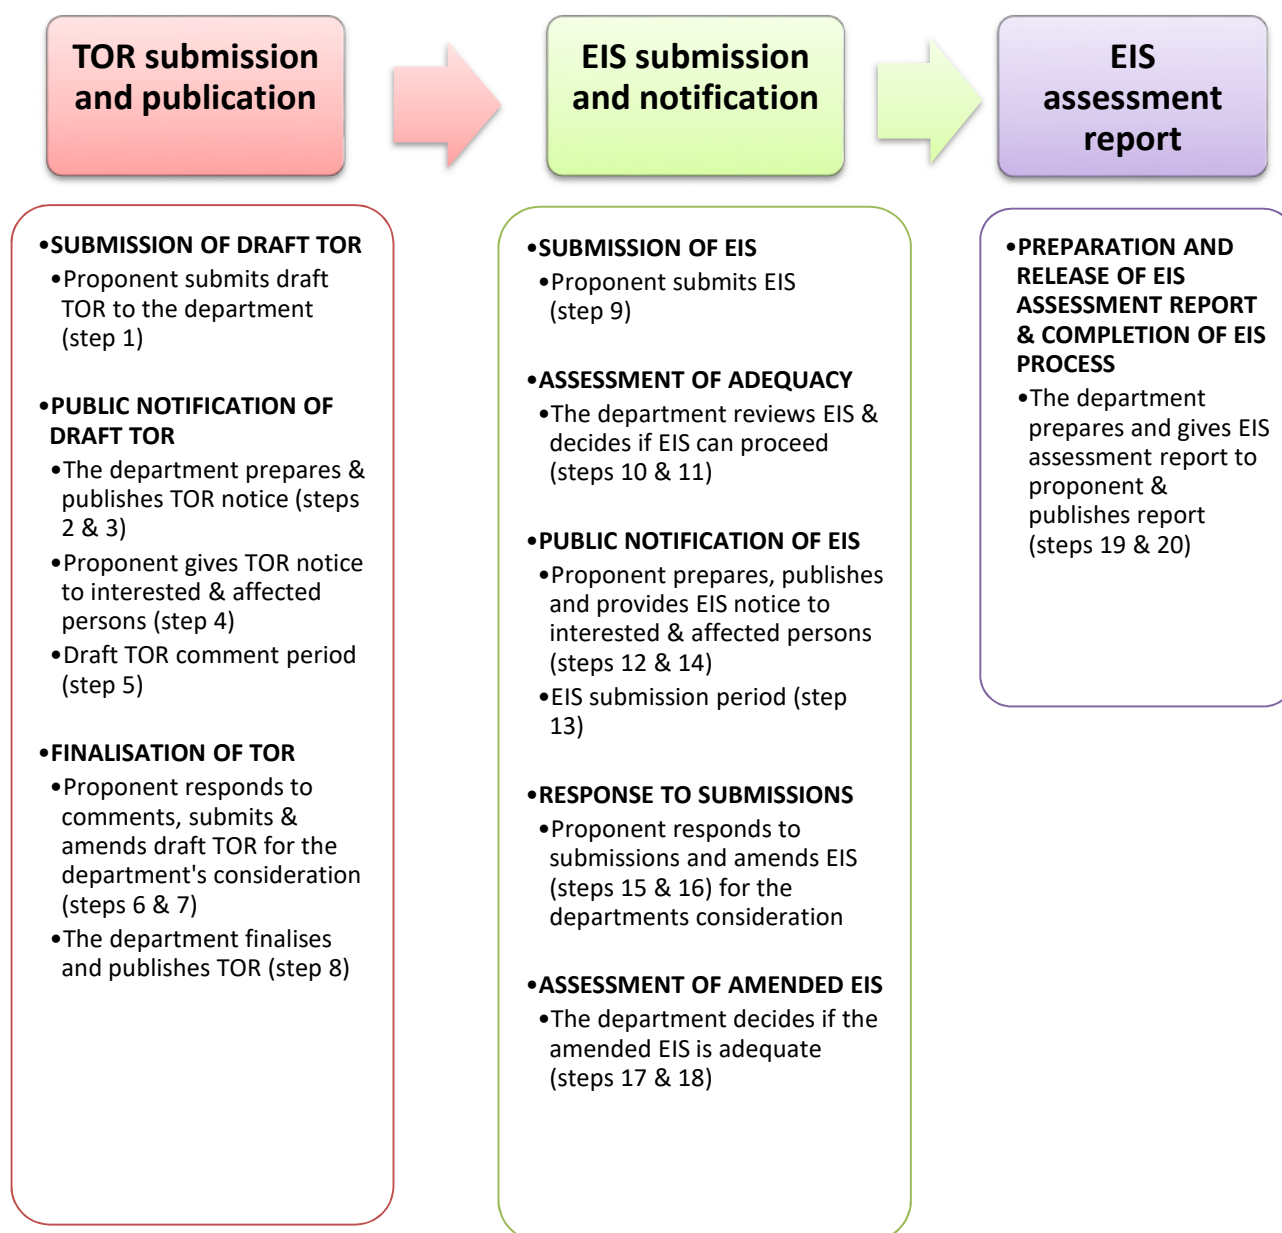 TOR submission
and publication
EIS submission
and notification
EIS
assessment
report
•SUBMISSION OF DRAFT TOR
•Proponent submits draft
TOR to the department
(step 1)
•PUBLIC NOTIFICATION OF
DRAFT TOR
•The department prepares &
publishes TOR notice (steps
2 & 3)
•Proponent gives TOR notice
to interested & affected
persons (step 4)
•Draft TOR comment period
(step 5)
•FINALISATION OF TOR
•Proponent responds to
comments, submits &
amends draft TOR for the
department's consideration
(steps 6 & 7)
•The department finalises
and publishes TOR (step 8)
•SUBMISSION OF EIS
•Proponent submits EIS
(step 9)
•ASSESSMENT OF ADEQUACY
•The department reviews EIS &
decides if EIS can proceed
(steps 10 & 11)
•PUBLIC NOTIFICATION OF EIS
•Proponent prepares, publishes
and provides EIS notice to
interested & affected persons
(steps 12 & 14)
•EIS submission period (step
13)
•RESPONSE TO SUBMISSIONS
•Proponent responds to
submissions and amends EIS
(steps 15 & 16) for the
departments consideration
•ASSESSMENT OF AMENDED EIS
•The department decides if the
amended EIS is adequate
(steps 17 & 18)
•PREPARATION AND
RELEASE OF EIS
ASSESSMENT REPORT
& COMPLETION OF EIS
PROCESS
•The department
prepares and gives EIS
assessment report to
proponent &
publishes report
(steps 19 & 20)